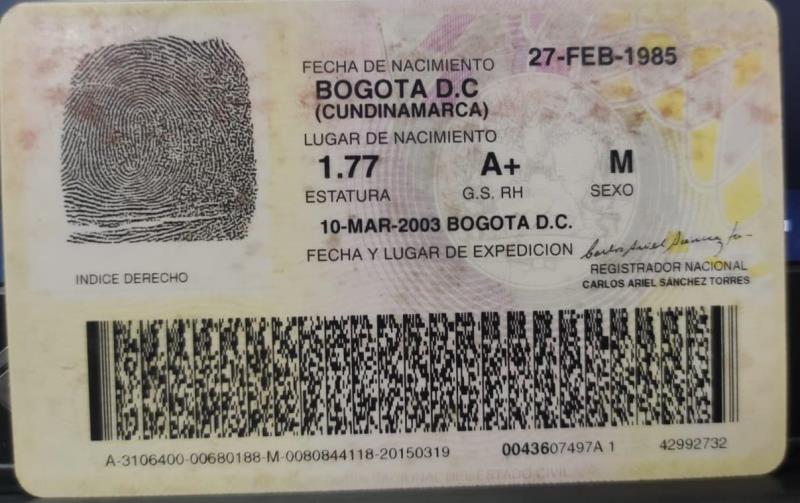 FECHA DE NACIMIENTO 27-FEB-1985
BOGOTA D.C
(CUNDINAMARCA)
LUGAR DE NACIMIENTO
1.77 A+ M
ESTATURA G.S. RH SEXO
10-MAR-2003 BOGOTA D.C.
FECHA Y LUGAR DE EXPEDICION
INDICE DERECHO
REGISTRADOR NACIONAL
CARLOS ARIEL SÁNCHEZ TORRES
A-3106400-00680188-M-0080844118-20150319 0043607497A 1 42992732
NACIONAL DEL ESTADO CIVIL